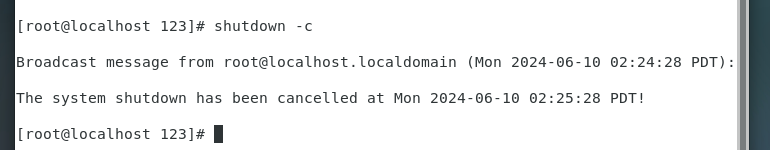 [root@localhost 123]# shutdown -c
Broadcast message from root@localhost.localdomain (Mon 2024-06-10 02:24:28 PDT):
The system shutdown has been cancelled at Mon 2024-06-10 02:25:28 PDT!
[root@localhost 123]#